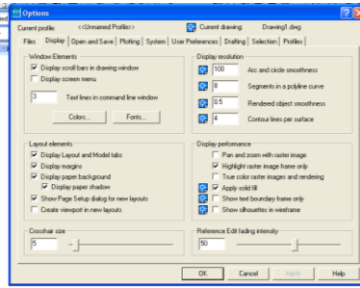 Options
Current profile: <<Unnamed Profile>> Current drawing: Drawing1.dwg
Files Display Open and Save Plotting System User Preferences Drafting Selection Profiles
Window Elements
Display scroll bars in drawing window
Display screen menu
3 Text lines in command line window
Colors... Fonts...
Display resolution
100 Arc and circle smoothness
8 Segments in a polyline curve
0.5 Rendered object smoothness
4 Contour lines per surface
Layout elements
Display Layout and Model tabs
Display margins
Display paper background
Display paper shadow
Show Page Setup dialog for new layouts
Create viewport in new layouts
Display performance
Pan and zoom with raster image
Highlight raster image frame only
True color raster images and rendering
Apply solid fill
Show text boundary frame only
Show silhouettes in wireframe
Crosshair size
5
Reference Edit fading intensity
50
OK Cancel Apply Help